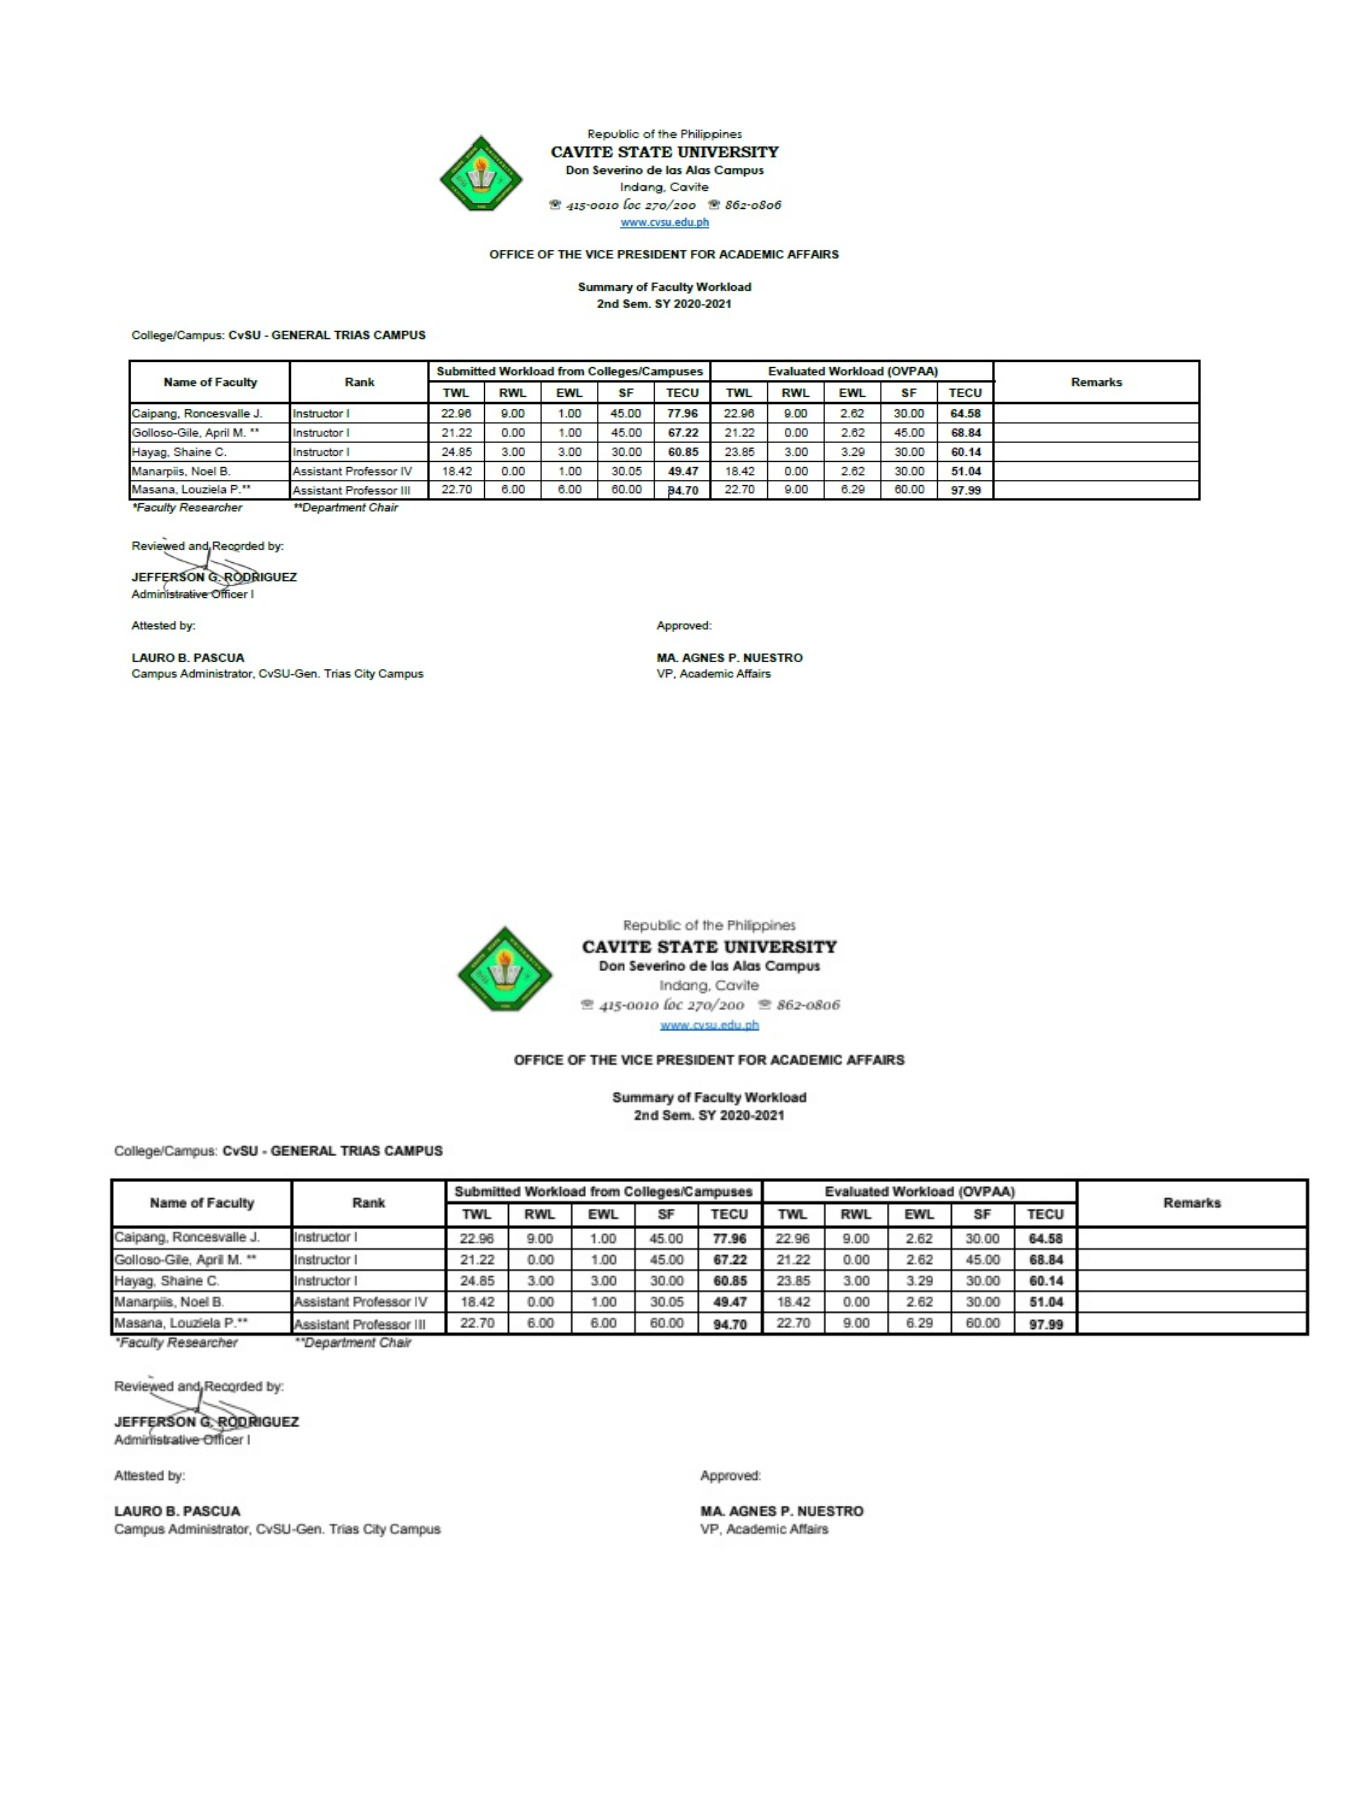 Republic of the Philippines
CAVITE STATE UNIVERSITY
Don Severino de las Alas Campus
Indang, Cavite
☏ 415-0010 loc 270/200 ☏ 862-0806
www.cvsu.edu.ph
OFFICE OF THE VICE PRESIDENT FOR ACADEMIC AFFAIRS
Summary of Faculty Workload
2nd Sem. SY 2020-2021
College/Campus: CvSU - GENERAL TRIAS CAMPUS
Name of Faculty Rank Submitted Workload from Colleges/Campuses Evaluated Workload (OVPAA) Remarks
TWL RWL EWL SF TECU TWL RWL EWL SF TECU
Caipang, Roncesvalle J. Instructor I 22.96 9.00 1.00 45.00 77.96 22.96 9.00 2.62 30.00 64.58
Golloso-Gile, April M. ** Instructor I 21.22 0.00 1.00 45.00 67.22 21.22 0.00 2.62 45.00 68.84
Hayag, Shaine C. Instructor I 24.85 3.00 3.00 30.00 60.85 23.85 3.00 3.29 30.00 60.14
Manarpiis, Noel B. Assistant Professor IV 18.42 0.00 1.00 30.05 49.47 18.42 0.00 2.62 30.00 51.04
Masana, Louziela P.** Assistant Professor III 22.70 6.00 6.00 60.00 94.70 22.70 9.00 6.29 60.00 97.99
*Faculty Researcher **Department Chair
Reviewed and Recorded by:
JEFFERSON G. RODRIGUEZ
Administrative Officer I
Attested by: Approved:
LAURO B. PASCUA MA. AGNES P. NUESTRO
Campus Administrator, CvSU-Gen. Trias City Campus VP, Academic Affairs
Republic of the Philippines
CAVITE STATE UNIVERSITY
Don Severino de las Alas Campus
Indang, Cavite
☏ 415-0010 loc 270/200 ☏ 862-0806
www.cvsu.edu.ph
OFFICE OF THE VICE PRESIDENT FOR ACADEMIC AFFAIRS
Summary of Faculty Workload
2nd Sem. SY 2020-2021
College/Campus: CvSU - GENERAL TRIAS CAMPUS
Name of Faculty Rank Submitted Workload from Colleges/Campuses Evaluated Workload (OVPAA) Remarks
TWL RWL EWL SF TECU TWL RWL EWL SF TECU
Caipang, Roncesvalle J. Instructor I 22.96 9.00 1.00 45.00 77.96 22.96 9.00 2.62 30.00 64.58
Golloso-Gile, April M. ** Instructor I 21.22 0.00 1.00 45.00 67.22 21.22 0.00 2.62 45.00 68.84
Hayag, Shaine C. Instructor I 24.85 3.00 3.00 30.00 60.85 23.85 3.00 3.29 30.00 60.14
Manarpiis, Noel B. Assistant Professor IV 18.42 0.00 1.00 30.05 49.47 18.42 0.00 2.62 30.00 51.04
Masana, Louziela P.** Assistant Professor III 22.70 6.00 6.00 60.00 94.70 22.70 9.00 6.29 60.00 97.99
*Faculty Researcher **Department Chair
Reviewed and Recorded by:
JEFFERSON G. RODRIGUEZ
Administrative Officer I
Attested by: Approved:
LAURO B. PASCUA MA. AGNES P. NUESTRO
Campus Administrator, CvSU-Gen. Trias City Campus VP, Academic Affairs